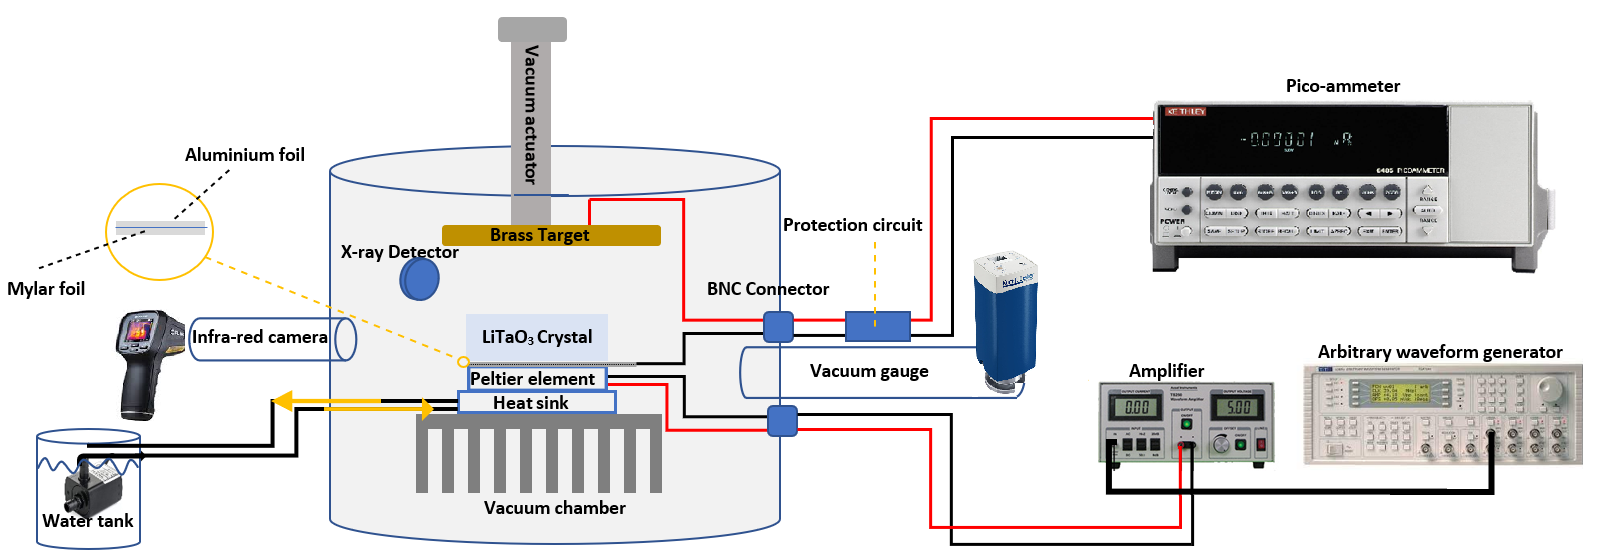 Vacuum actuator
Pico-ammeter
KEITHLEY
6485 PICOAMMETER
POWER
Aluminium foil
Mylar foil
Brass Target
X-ray Detector
Protection circuit
BNC Connector
Infra-red camera
LiTaO₃ Crystal
Peltier element
Heat sink
Vacuum gauge
Amplifier
Arbitrary waveform generator
0.00
5.00
Vacuum chamber
Water tank